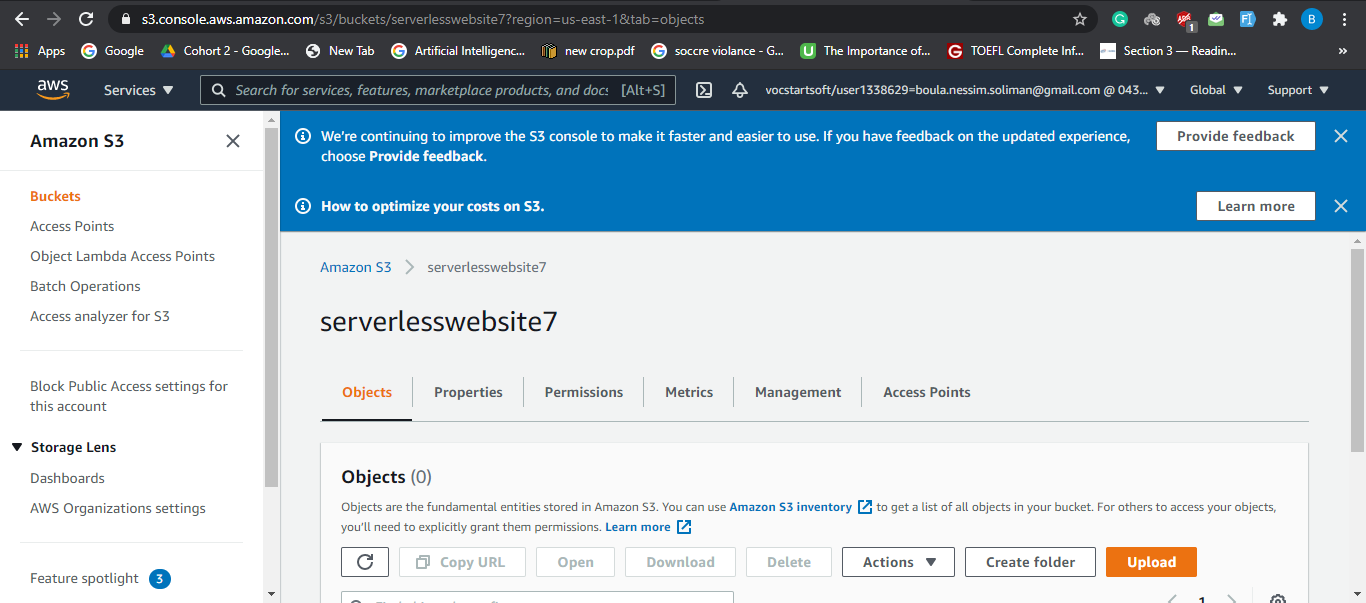 s3.console.aws.amazon.com/s3/buckets/serverlesswebsite7?region=us-east-1&tab=objects
1
B
Apps Google Cohort 2 - Google... New Tab Artificial Intelligenc... new crop.pdf soccre violance - G... The Importance of... TOEFL Complete Inf... Section 3 — Readin... »
aws Services ▼ Search for services, features, marketplace products, and docs [Alt+S] vocstartsoft/user1338629=boula.nessim.soliman@gmail.com @ 043... ▼ Global ▼ Support ▼
Amazon S3
Buckets
Access Points
Object Lambda Access Points
Batch Operations
Access analyzer for S3
Block Public Access settings for
this account
Storage Lens
Dashboards
AWS Organizations settings
Feature spotlight 3
We're continuing to improve the S3 console to make it faster and easier to use. If you have feedback on the updated experience,
choose Provide feedback.
Provide feedback
How to optimize your costs on S3.
Learn more
Amazon S3 > serverlesswebsite7
serverlesswebsite7
Objects Properties Permissions Metrics Management Access Points
Objects (0)
Objects are the fundamental entities stored in Amazon S3. You can use Amazon S3 inventory to get a list of all objects in your bucket. For others to access your objects,
you'll need to explicitly grant them permissions. Learn more
Copy URL Open Download Delete Actions ▼ Create folder Upload
1